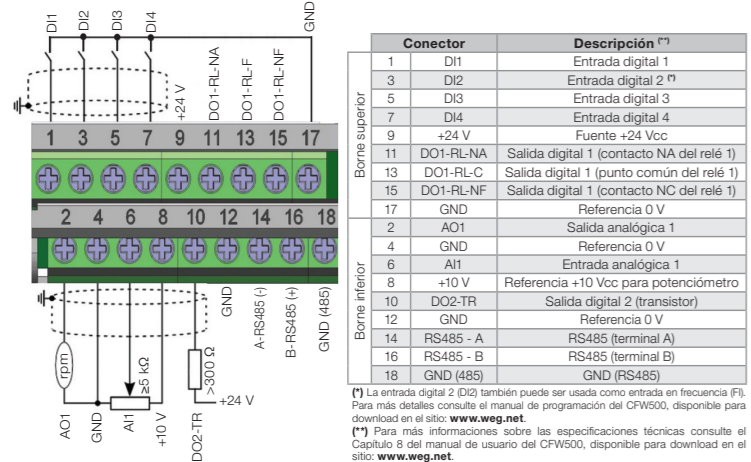 DI1
DI2
DI3
DI4
GND
+24 V
DO1-RL-NA
DO1-RL-F
DO1-RL-NF
1 3 5 7 9 11 13 15 17
2 4 6 8 10 12 14 16 18
GND
A-RS485 (-)
B-RS485 (+)
GND (485)
rpm
≥5 kΩ
>300 Ω
+24 V
AO1
GND
AI1
+10 V
DO2-TR
Conector Descripción (**)
Borne superior
1 DI1 Entrada digital 1
3 DI2 Entrada digital 2 (*)
5 DI3 Entrada digital 3
7 DI4 Entrada digital 4
9 +24 V Fuente +24 Vcc
11 DO1-RL-NA Salida digital 1 (contacto NA del relé 1)
13 DO1-RL-C Salida digital 1 (punto común del relé 1)
15 DO1-RL-NF Salida digital 1 (contacto NC del relé 1)
17 GND Referencia 0 V
Borne inferior
2 AO1 Salida analógica 1
4 GND Referencia 0 V
6 AI1 Entrada analógica 1
8 +10 V Referencia +10 Vcc para potenciómetro
10 DO2-TR Salida digital 2 (transistor)
12 GND Referencia 0 V
14 RS485 - A RS485 (terminal A)
16 RS485 - B RS485 (terminal B)
18 GND (485) GND (RS485)
(*) La entrada digital 2 (DI2) también puede ser usada como entrada en frecuencia (FI).
Para más detalles consulte el manual de programación del CFW500, disponible para
download en el sitio: www.weg.net.
(**) Para más informaciones sobre las especificaciones técnicas consulte el
Capítulo 8 del manual de usuario del CFW500, disponible para download en el
sitio: www.weg.net.